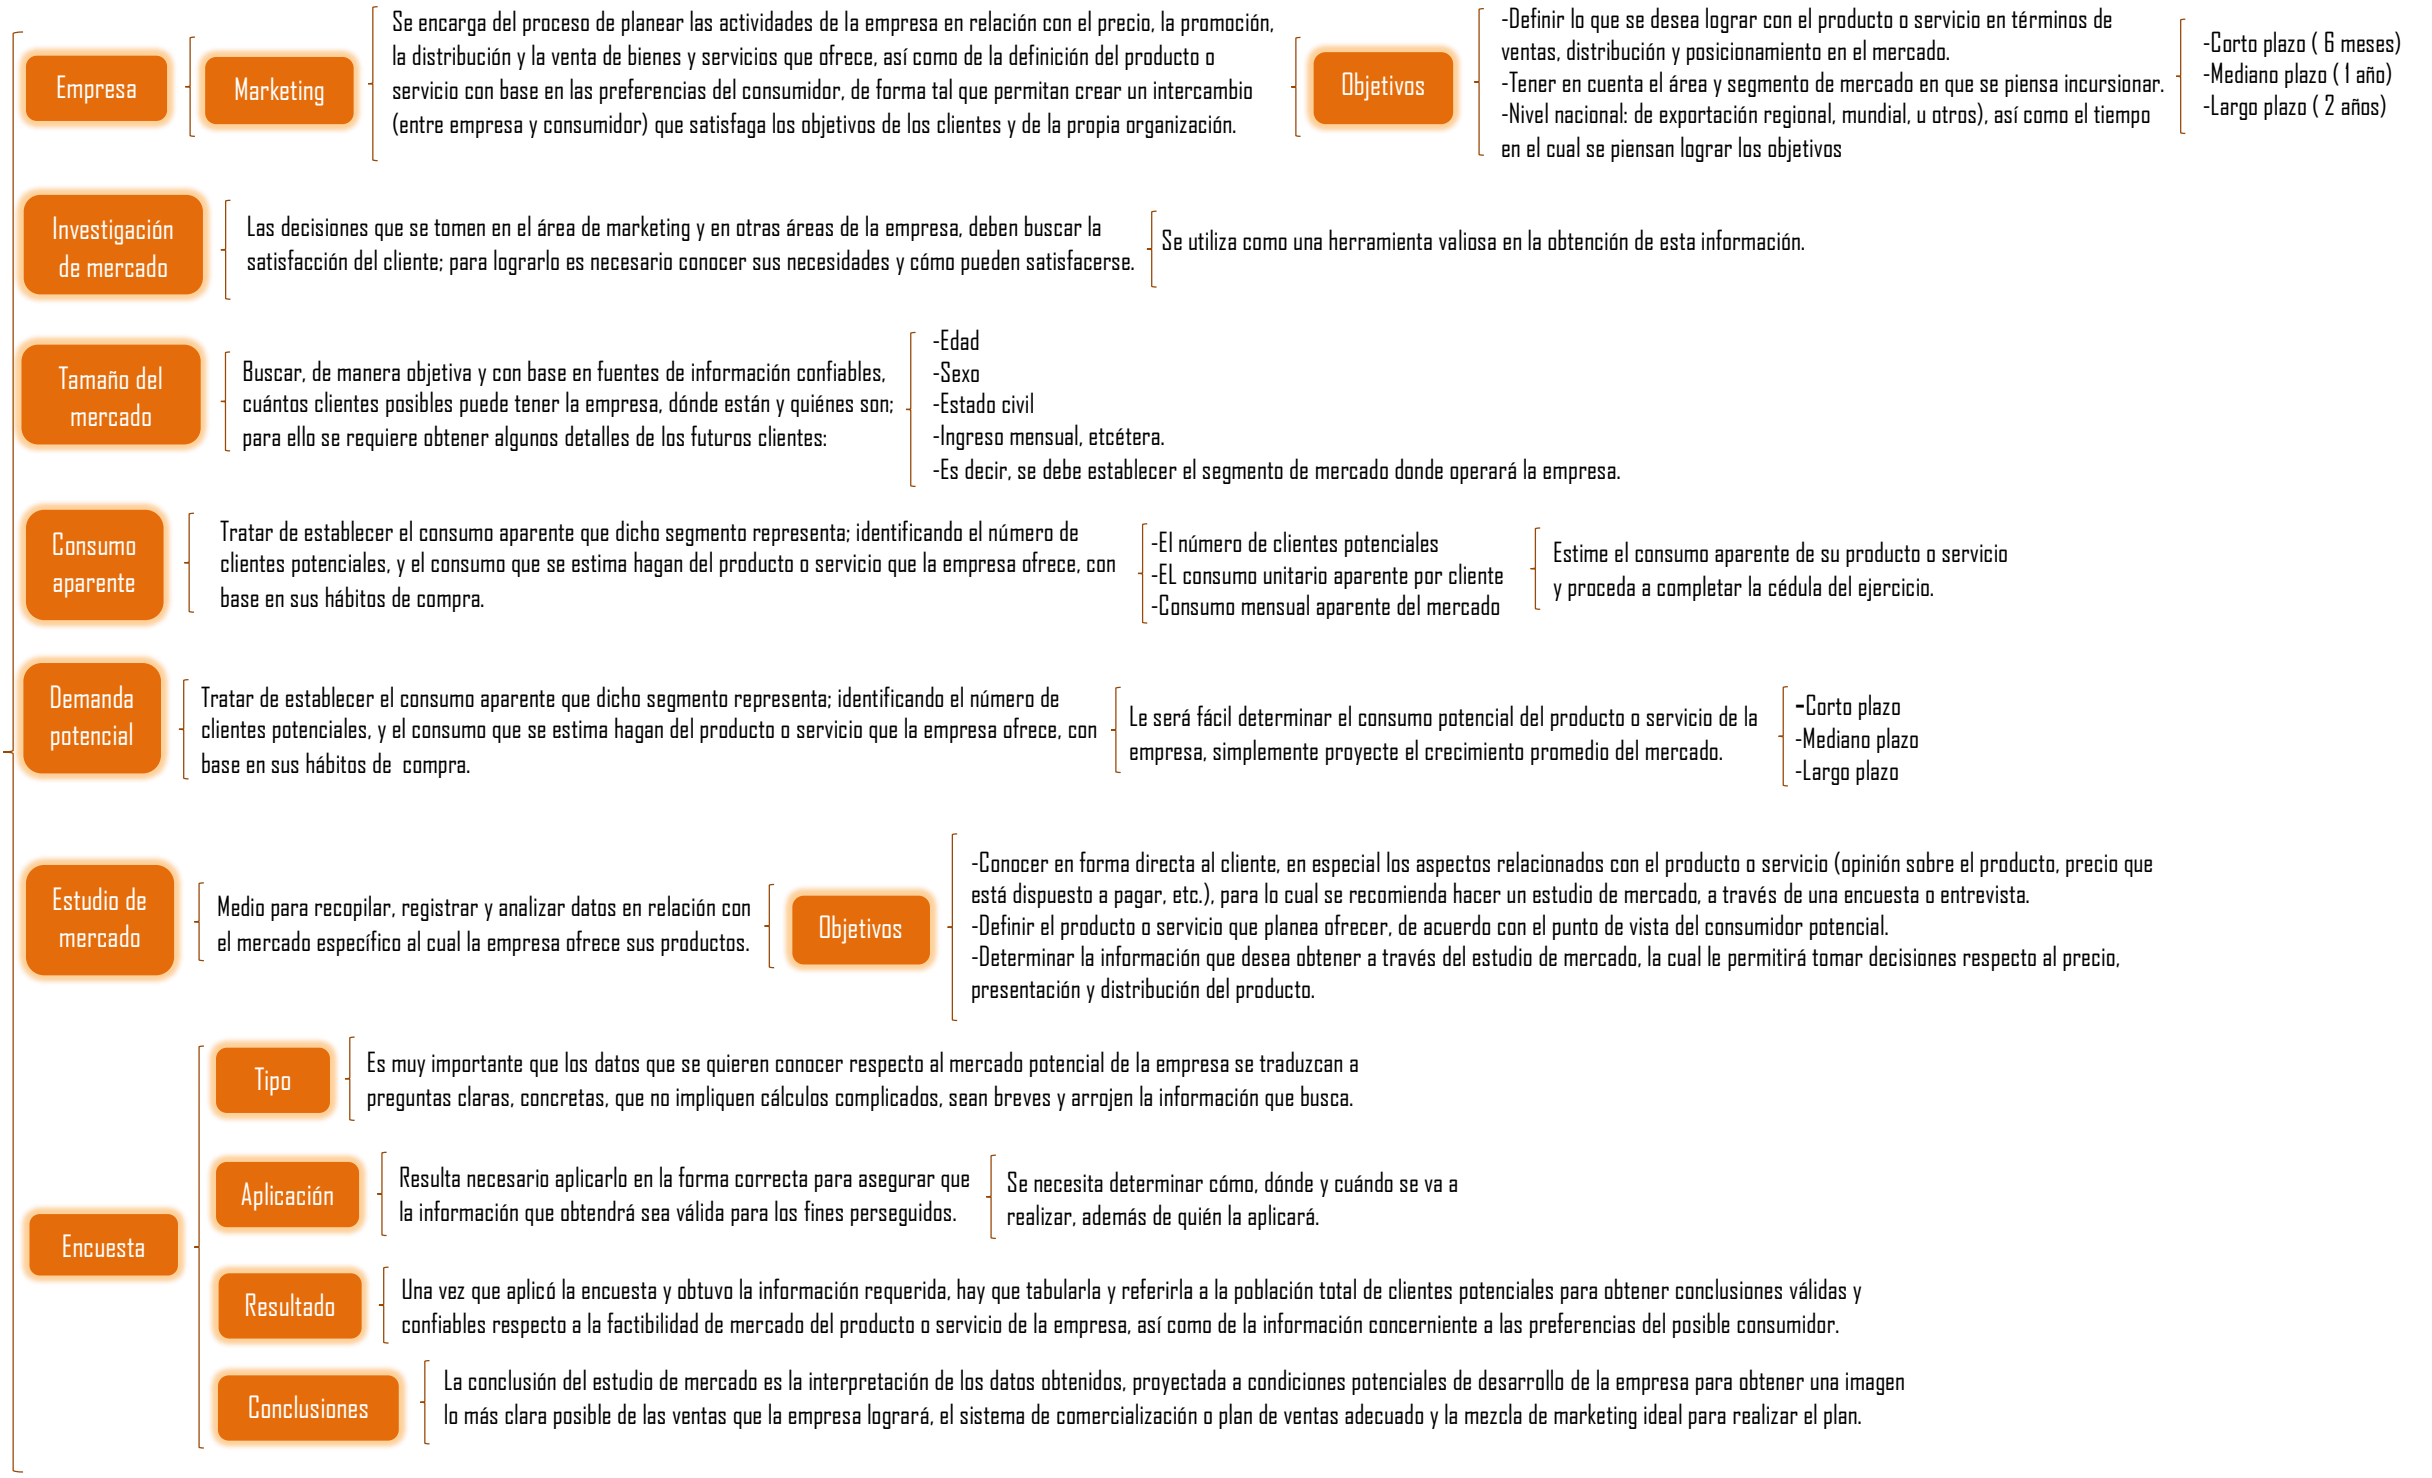 Empresa
Marketing
Se encarga del proceso de planear las actividades de la empresa en relación con el precio, la promoción,
la distribución y la venta de bienes y servicios que ofrece, así como de la definición del producto o
servicio con base en las preferencias del consumidor, de forma tal que permitan crear un intercambio
(entre empresa y consumidor) que satisfaga los objetivos de los clientes y de la propia organización.
Objetivos
-Definir lo que se desea lograr con el producto o servicio en términos de
ventas, distribución y posicionamiento en el mercado.
-Tener en cuenta el área y segmento de mercado en que se piensa incursionar.
-Nivel nacional: de exportación regional, mundial, u otros), así como el tiempo
en el cual se piensan lograr los objetivos
-Corto plazo ( 6 meses)
-Mediano plazo ( 1 año)
-Largo plazo ( 2 años)
Investigación
de mercado
Las decisiones que se tomen en el área de marketing y en otras áreas de la empresa, deben buscar la
satisfacción del cliente; para lograrlo es necesario conocer sus necesidades y cómo pueden satisfacerse.
Se utiliza como una herramienta valiosa en la obtención de esta información.
Tamaño del
mercado
Buscar, de manera objetiva y con base en fuentes de información confiables,
cuántos clientes posibles puede tener la empresa, dónde están y quiénes son;
para ello se requiere obtener algunos detalles de los futuros clientes:
-Edad
-Sexo
-Estado civil
-Ingreso mensual, etcétera.
-Es decir, se debe establecer el segmento de mercado donde operará la empresa.
Consumo
aparente
Tratar de establecer el consumo aparente que dicho segmento representa; identificando el número de
clientes potenciales, y el consumo que se estima hagan del producto o servicio que la empresa ofrece, con
base en sus hábitos de compra.
-El número de clientes potenciales
-EL consumo unitario aparente por cliente
-Consumo mensual aparente del mercado
Estime el consumo aparente de su producto o servicio
y proceda a completar la cédula del ejercicio.
Demanda
potencial
Tratar de establecer el consumo aparente que dicho segmento representa; identificando el número de
clientes potenciales, y el consumo que se estima hagan del producto o servicio que la empresa ofrece, con
base en sus hábitos de  compra.
Le será fácil determinar el consumo potencial del producto o servicio de la
empresa, simplemente proyecte el crecimiento promedio del mercado.
-Corto plazo
-Mediano plazo
-Largo plazo
Estudio de
mercado
Medio para recopilar, registrar y analizar datos en relación con
el mercado específico al cual la empresa ofrece sus productos.
Objetivos
-Conocer en forma directa al cliente, en especial los aspectos relacionados con el producto o servicio (opinión sobre el producto, precio que
está dispuesto a pagar, etc.), para lo cual se recomienda hacer un estudio de mercado, a través de una encuesta o entrevista.
-Definir el producto o servicio que planea ofrecer, de acuerdo con el punto de vista del consumidor potencial.
-Determinar la información que desea obtener a través del estudio de mercado, la cual le permitirá tomar decisiones respecto al precio,
presentación y distribución del producto.
Encuesta
Tipo
Es muy importante que los datos que se quieren conocer respecto al mercado potencial de la empresa se traduzcan a
preguntas claras, concretas, que no impliquen cálculos complicados, sean breves y arrojen la información que busca.
Aplicación
Resulta necesario aplicarlo en la forma correcta para asegurar que
la información que obtendrá sea válida para los fines perseguidos.
Se necesita determinar cómo, dónde y cuándo se va a
realizar, además de quién la aplicará.
Resultado
Una vez que aplicó la encuesta y obtuvo la información requerida, hay que tabularla y referirla a la población total de clientes potenciales para obtener conclusiones válidas y
confiables respecto a la factibilidad de mercado del producto o servicio de la empresa, así como de la información concerniente a las preferencias del posible consumidor.
Conclusiones
La conclusión del estudio de mercado es la interpretación de los datos obtenidos, proyectada a condiciones potenciales de desarrollo de la empresa para obtener una imagen
lo más clara posible de las ventas que la empresa logrará, el sistema de comercialización o plan de ventas adecuado y la mezcla de marketing ideal para realizar el plan.